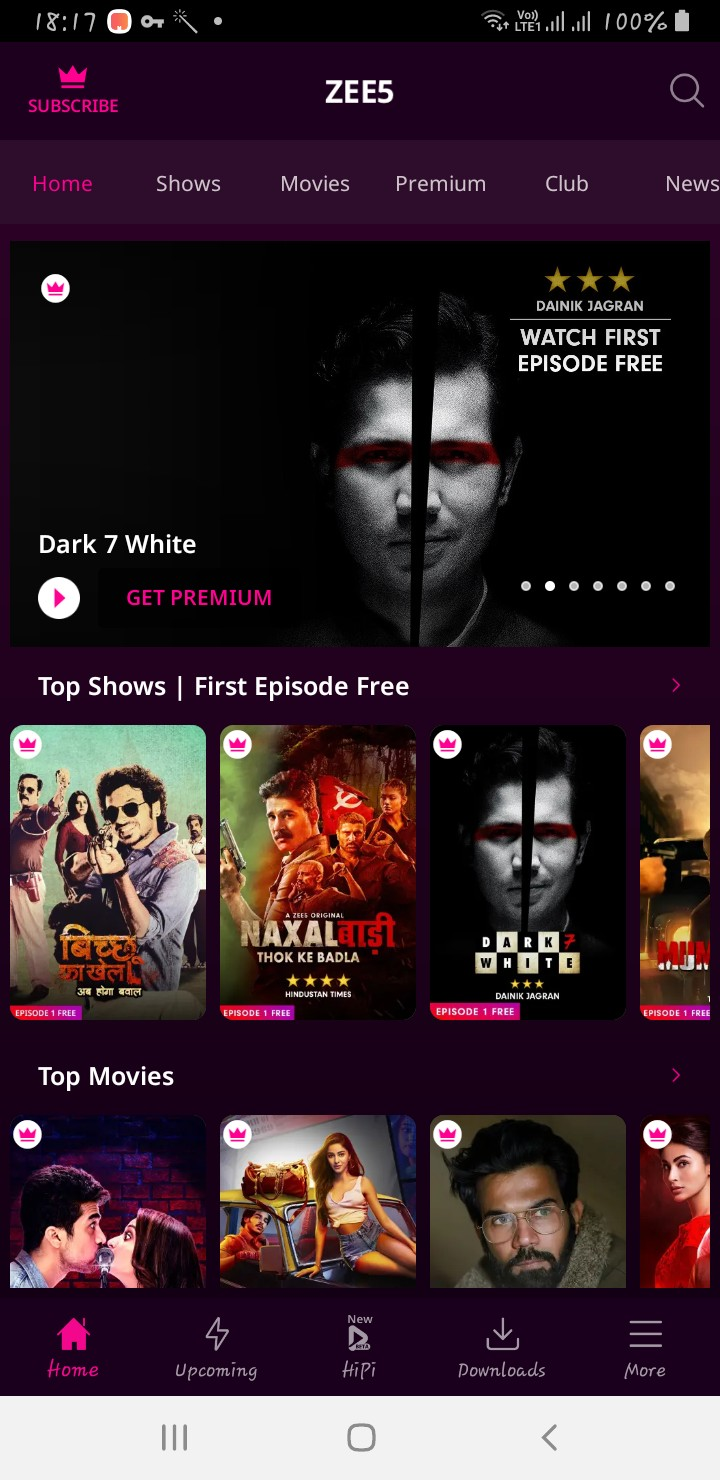 18:17
Vo))
LTE1
100%
SUBSCRIBE
ZEE5
Home
Shows
Movies
Premium
Club
News
DAINIK JAGRAN
WATCH FIRST
EPISODE FREE
Dark 7 White
GET PREMIUM
Top Shows | First Episode Free
बिच्छू
का खेल
अब होगा बवाल
EPISODE 1 FREE
A ZEE5 ORIGINAL
NAXALबाड़ी
THOK KE BADLA
HINDUSTAN TIMES
EPISODE 1 FREE
DARK 7
WHITE
DAINIK JAGRAN
EPISODE 1 FREE
MUM
EPISODE 1 FREE
Top Movies
Home
Upcoming
New
BETA
HiPi
Downloads
More